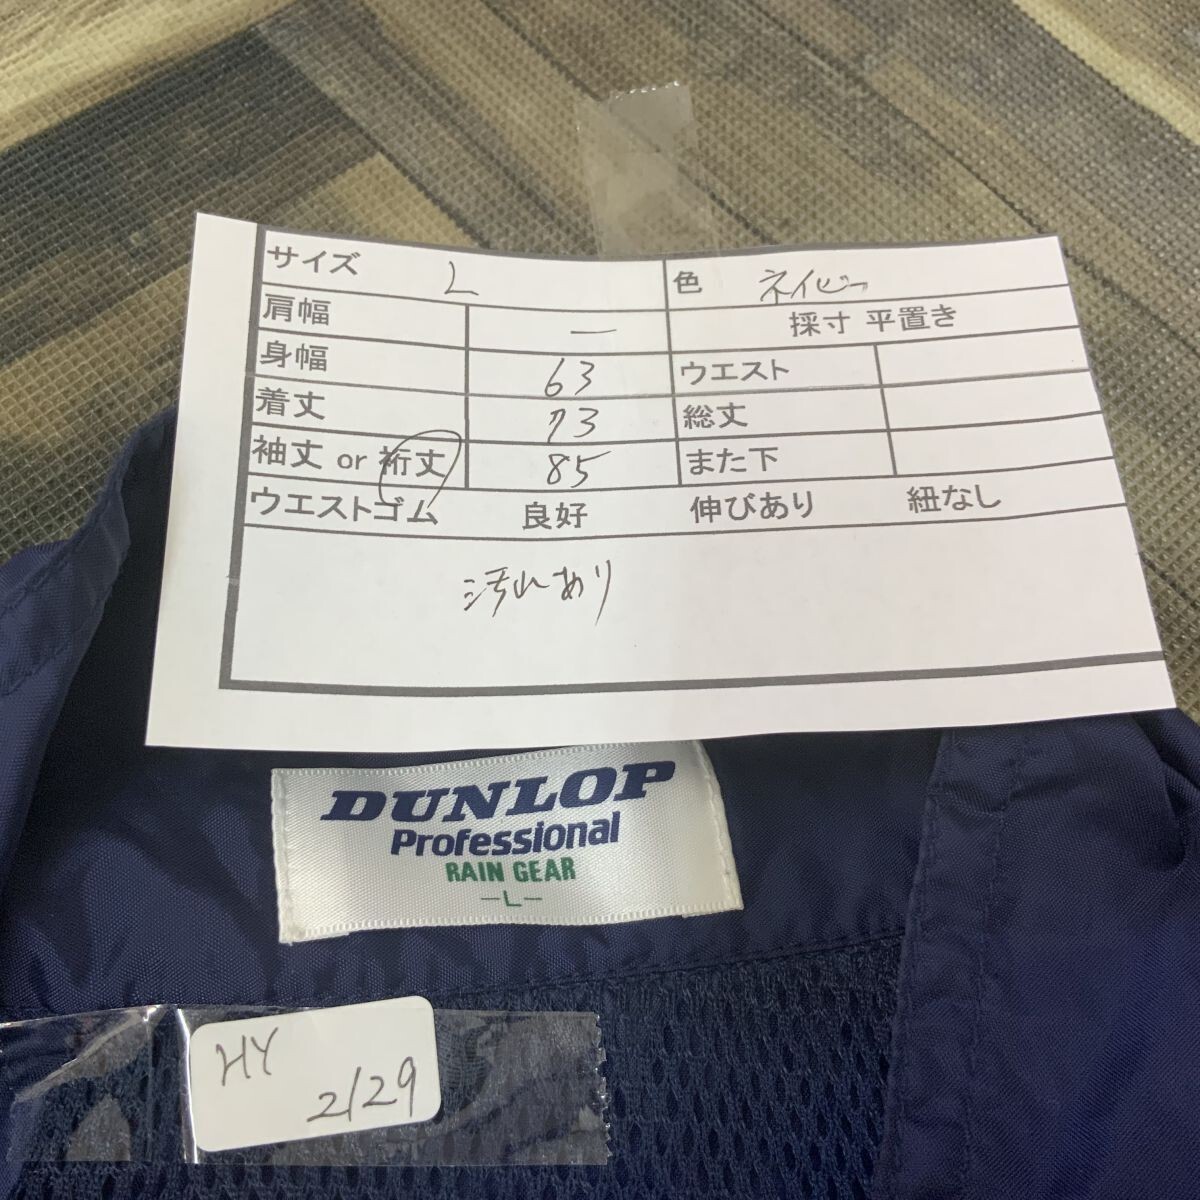 サイズ L 色 ネイビー
肩幅 — 採寸 平置き
身幅 63 ウエスト
着丈 73 総丈
袖丈 or 裄丈 85 また下
ウエストゴム 良好 伸びあり 紐なし
汚れあり
DUNLOP
Professional
RAIN GEAR
-L-
HY
2/29